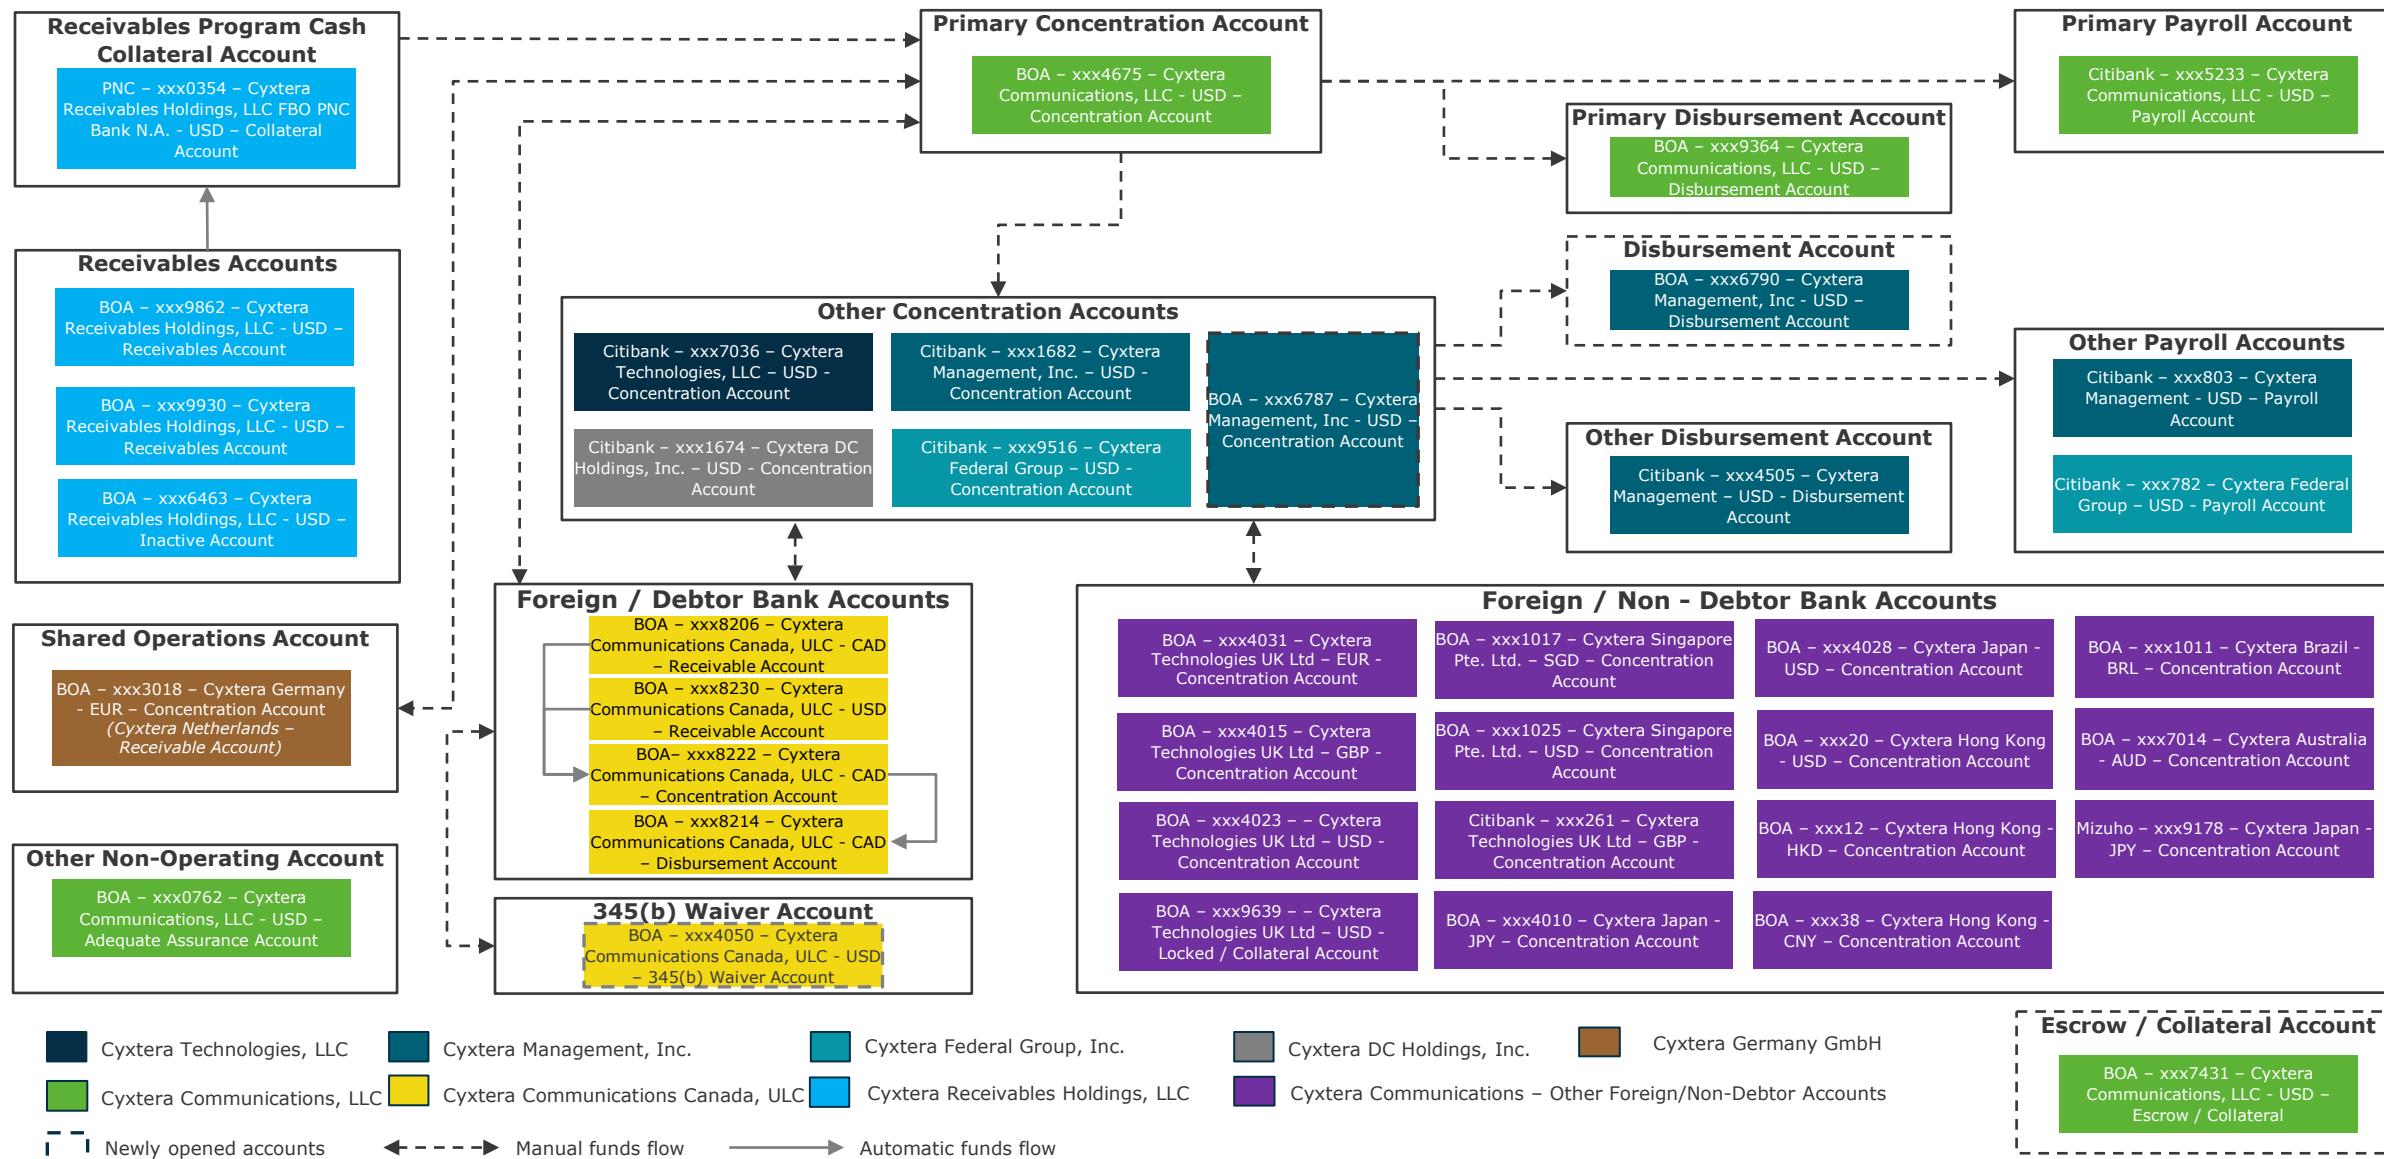 Receivables Program Cash
Collateral Account
PNC – xxx0354 – Cyxtera
Receivables Holdings, LLC FBO PNC
Bank N.A. - USD – Collateral
Account
Primary Concentration Account
BOA – xxx4675 – Cyxtera
Communications, LLC - USD –
Concentration Account
Primary Payroll Account
Citibank – xxx5233 – Cyxtera
Communications, LLC - USD –
Payroll Account
Primary Disbursement Account
BOA – xxx9364 – Cyxtera
Communications, LLC - USD –
Disbursement Account
Receivables Accounts
BOA – xxx9862 – Cyxtera
Receivables Holdings, LLC - USD –
Receivables Account
BOA – xxx9930 – Cyxtera
Receivables Holdings, LLC - USD –
Receivables Account
BOA – xxx6463 – Cyxtera
Receivables Holdings, LLC - USD –
Inactive Account
Disbursement Account
BOA – xxx6790 – Cyxtera
Management, Inc - USD –
Disbursement Account
Other Concentration Accounts
Citibank – xxx7036 – Cyxtera
Technologies, LLC – USD -
Concentration Account
Citibank – xxx1682 – Cyxtera
Management, Inc. – USD -
Concentration Account
BOA – xxx6787 – Cyxtera
Management, Inc - USD –
Concentration Account
Citibank – xxx1674 – Cyxtera DC
Holdings, Inc. – USD - Concentration
Account
Citibank – xxx9516 – Cyxtera
Federal Group – USD -
Concentration Account
Other Payroll Accounts
Citibank – xxx803 – Cyxtera
Management - USD – Payroll
Account
Citibank – xxx782 – Cyxtera Federal
Group – USD - Payroll Account
Other Disbursement Account
Citibank – xxx4505 – Cyxtera
Management – USD - Disbursement
Account
Shared Operations Account
BOA – xxx3018 – Cyxtera Germany
- EUR – Concentration Account
(Cyxtera Netherlands –
Receivable Account)
Foreign / Debtor Bank Accounts
BOA – xxx8206 – Cyxtera
Communications Canada, ULC - CAD
– Receivable Account
BOA – xxx8230 – Cyxtera
Communications Canada, ULC - USD
– Receivable Account
BOA– xxx8222 – Cyxtera
Communications Canada, ULC - CAD
– Concentration Account
BOA – xxx8214 – Cyxtera
Communications Canada, ULC - CAD
– Disbursement Account
Foreign / Non - Debtor Bank Accounts
BOA – xxx4031 – Cyxtera
Technologies UK Ltd – EUR -
Concentration Account
BOA – xxx1017 – Cyxtera Singapore
Pte. Ltd. – SGD – Concentration
Account
BOA – xxx4028 – Cyxtera Japan -
USD – Concentration Account
BOA – xxx1011 – Cyxtera Brazil -
BRL – Concentration Account
BOA – xxx4015 – Cyxtera
Technologies UK Ltd – GBP -
Concentration Account
BOA – xxx1025 – Cyxtera Singapore
Pte. Ltd. – USD – Concentration
Account
BOA – xxx20 – Cyxtera Hong Kong
- USD – Concentration Account
BOA – xxx7014 – Cyxtera Australia
- AUD – Concentration Account
BOA – xxx4023 – – Cyxtera
Technologies UK Ltd – USD -
Concentration Account
Citibank – xxx261 – Cyxtera
Technologies UK Ltd – GBP -
Concentration Account
BOA – xxx12 – Cyxtera Hong Kong -
HKD – Concentration Account
Mizuho – xxx9178 – Cyxtera Japan -
JPY – Concentration Account
BOA – xxx9639 – – Cyxtera
Technologies UK Ltd – USD -
Locked / Collateral Account
BOA – xxx4010 – Cyxtera Japan -
JPY – Concentration Account
BOA – xxx38 – Cyxtera Hong Kong -
CNY – Concentration Account
Other Non-Operating Account
BOA – xxx0762 – Cyxtera
Communications, LLC - USD –
Adequate Assurance Account
345(b) Waiver Account
BOA – xxx4050 – Cyxtera
Communications Canada, ULC - USD
– 345(b) Waiver Account
Escrow / Collateral Account
BOA – xxx7431 – Cyxtera
Communications, LLC - USD –
Escrow / Collateral
Cyxtera Technologies, LLC
Cyxtera Management, Inc.
Cyxtera Federal Group, Inc.
Cyxtera DC Holdings, Inc.
Cyxtera Germany GmbH
Cyxtera Communications, LLC
Cyxtera Communications Canada, ULC
Cyxtera Receivables Holdings, LLC
Cyxtera Communications – Other Foreign/Non-Debtor Accounts
Newly opened accounts
Manual funds flow
Automatic funds flow